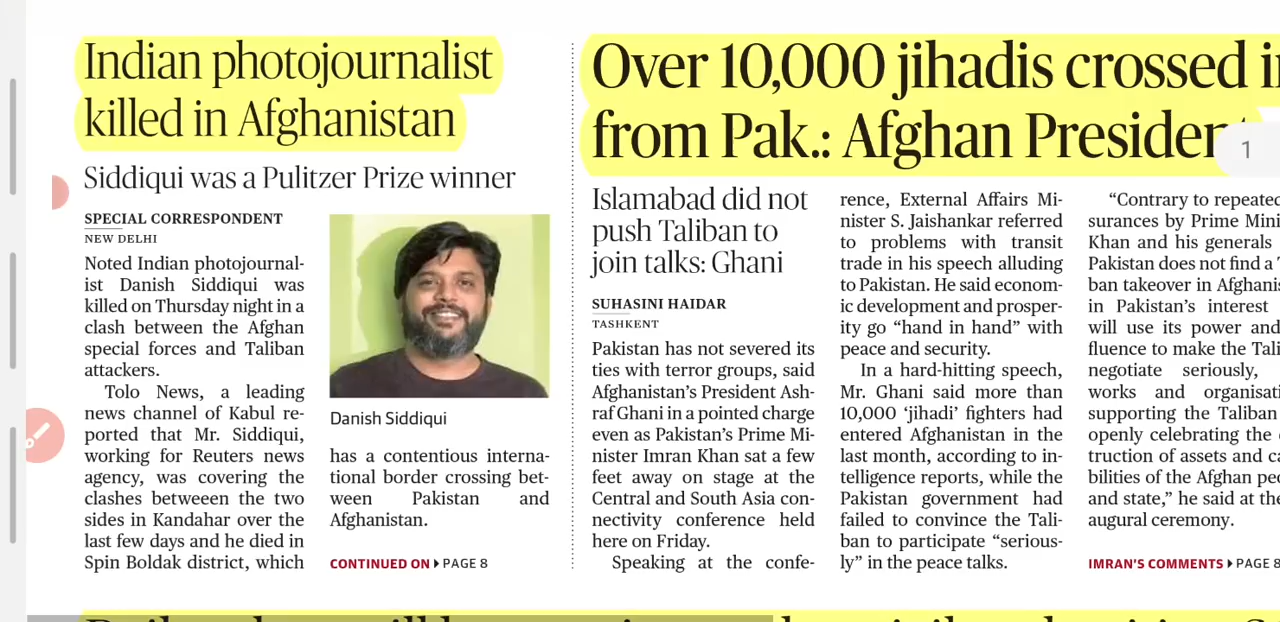 Indian photojournalist
killed in Afghanistan
Siddiqui was a Pulitzer Prize winner
SPECIAL CORRESPONDENT
NEW DELHI
Noted Indian photojournal-
ist Danish Siddiqui was
killed on Thursday night in a
clash between the Afghan
special forces and Taliban
attackers.
Tolo News, a leading
news channel of Kabul re-
ported that Mr. Siddiqui,
working for Reuters news
agency, was covering the
clashes betweeen the two
sides in Kandahar over the
last few days and he died in
Spin Boldak district, which
Danish Siddiqui
has a contentious interna-
tional border crossing bet-
ween Pakistan and
Afghanistan.
CONTINUED ON ▸ PAGE 8
Over 10,000 jihadis crossed
from Pak.: Afghan President
1
Islamabad did not
push Taliban to
join talks: Ghani
SUHASINI HAIDAR
TASHKENT
Pakistan has not severed its
ties with terror groups, said
Afghanistan's President Ash-
raf Ghani in a pointed charge
even as Pakistan's Prime Mi-
nister Imran Khan sat a few
feet away on stage at the
Central and South Asia con-
nectivity conference held
here on Friday.
Speaking at the confe-
rence, External Affairs Mi-
nister S. Jaishankar referred
to problems with transit
trade in his speech alluding
to Pakistan. He said econom-
ic development and prosper-
ity go “hand in hand” with
peace and security.
In a hard-hitting speech,
Mr. Ghani said more than
10,000 ‘jihadi’ fighters had
entered Afghanistan in the
last month, according to in-
telligence reports, while the
Pakistan government had
failed to convince the Tali-
ban to participate “serious-
ly” in the peace talks.
“Contrary to repeated
surances by Prime
Khan and his generals
Pakistan does not find a
ban takeover in
in Pakistan's interest
will use its power and
fluence to make the
negotiate seriously,
works and
supporting the Taliban
openly celebrating the
truction of assets and
bilities of the Afghan
and state,” he said at the
augural ceremony.
IMRAN'S COMMENTS ▸ PAGE 8